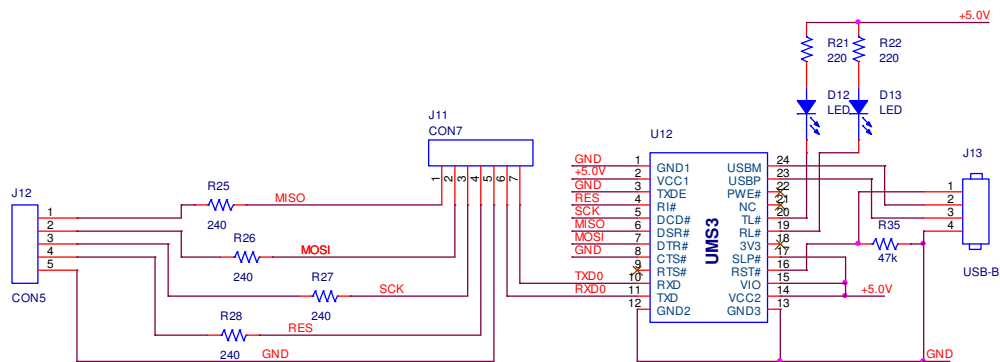 +5.0V
R21
220
R22
220
D12
LED
D13
LED
J11
CON7
1 2 3 4 5 6 7
J12
1
2
3
4
5
CON5
R25
240
MISO
R26
240
MOSI
R27
240
SCK
R28
240
RES
GND
TXD0
RXD0
U12
UMS3
GND 1 GND1
+5.0V 2 VCC1
GND 3 TXDE
RES 4 RI#
SCK 5 DCD#
MISO 6 DSR#
MOSI 7 DTR#
GND 8 CTS#
9 RTS#
10 RXD
11 TXD
12 GND2
USBM 24
USBP 23
PWE# 22
NC 21
TL# 20
RL# 19
3V3 18
SLP# 17
RST# 16
VIO 15
VCC2 14
GND3 13
+5.0V
GND
R35
47k
J13
1
2
3
4
USB-B